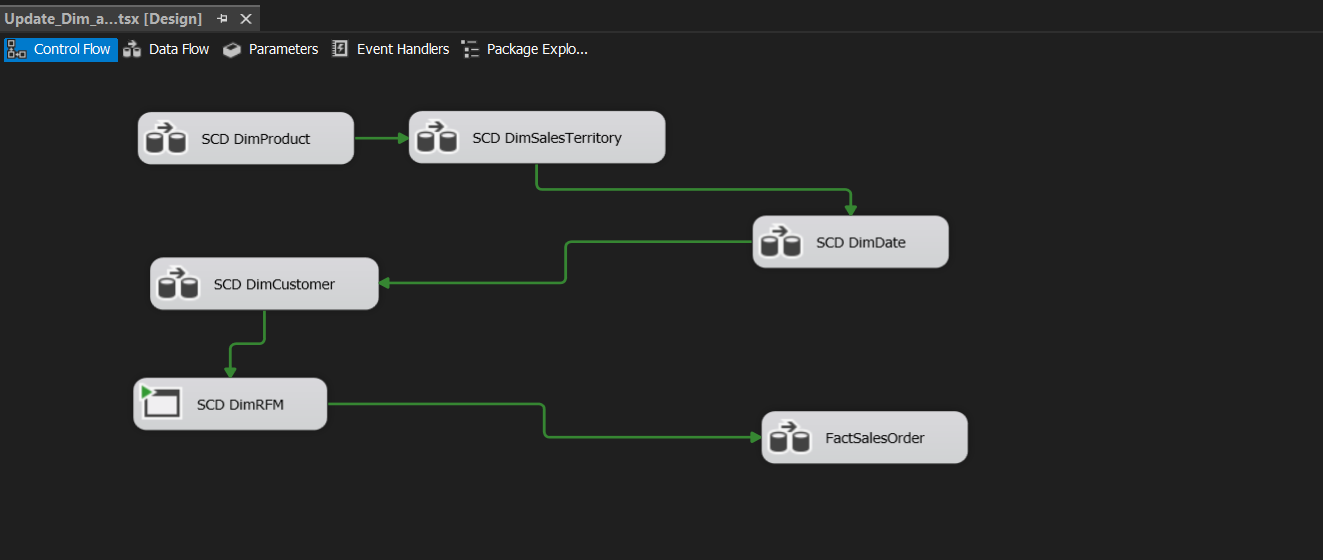 Update_Dim_a...tsx [Design]
Control Flow Data Flow Parameters Event Handlers Package Explo...
SCD DimProduct
SCD DimSalesTerritory
SCD DimDate
SCD DimCustomer
SCD DimRFM
FactSalesOrder